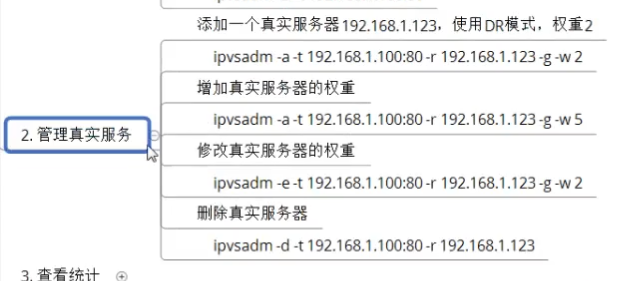 添加一个真实服务器192.168.1.123，使用DR模式，权重2
ipvsadm -a -t 192.168.1.100:80 -r 192.168.1.123 -g -w 2
增加真实服务器的权重
ipvsadm -a -t 192.168.1.100:80 -r 192.168.1.123 -g -w 5
2. 管理真实服务
修改真实服务器的权重
ipvsadm -e -t 192.168.1.100:80 -r 192.168.1.123 -g -w 2
删除真实服务器
ipvsadm -d -t 192.168.1.100:80 -r 192.168.1.123
3. 查看统计